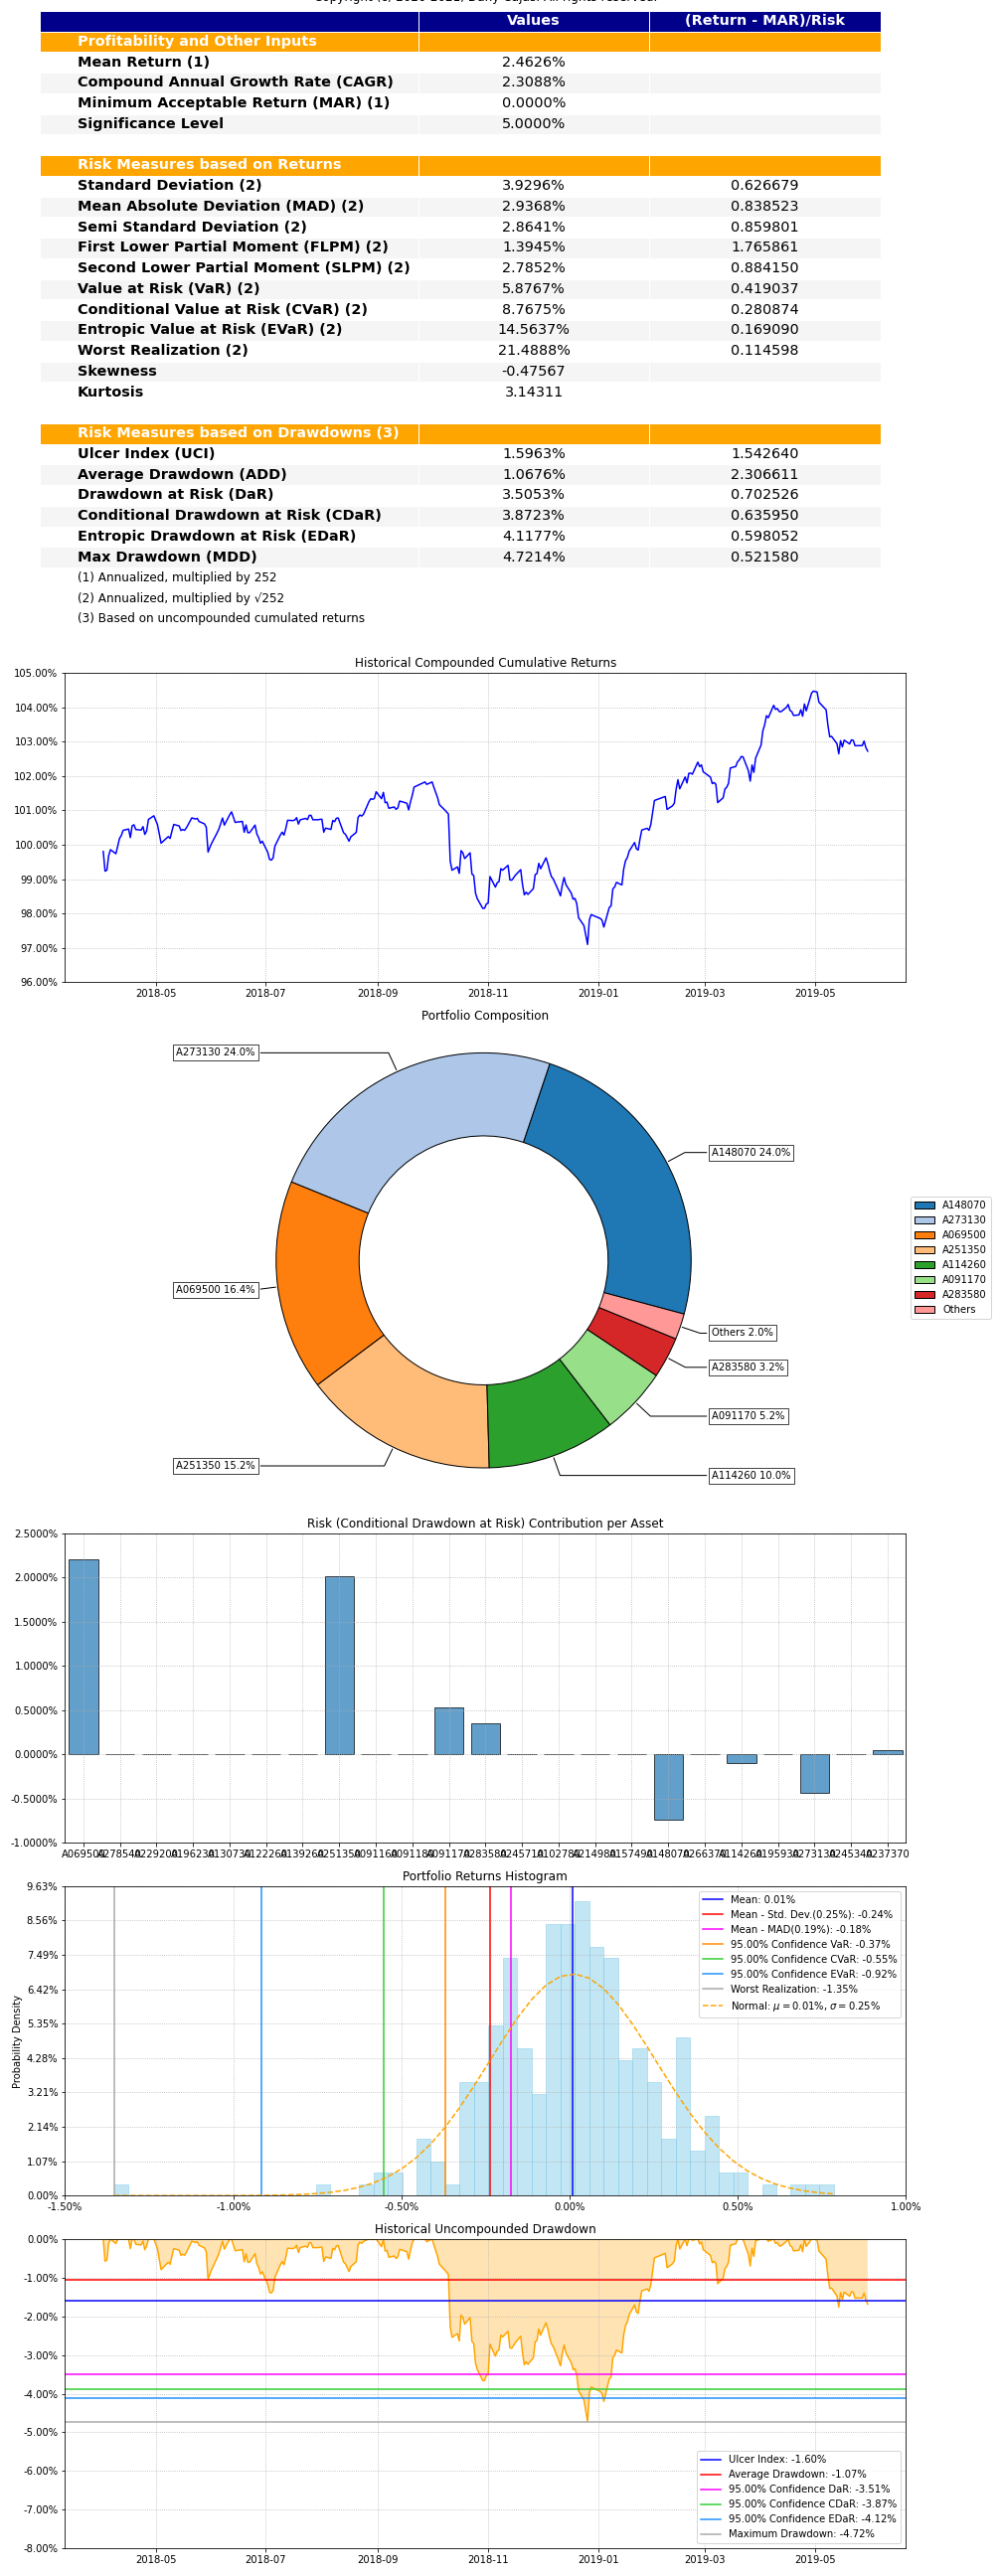 Values (Return - MAR)/Risk
Profitability and Other Inputs
Mean Return (1) 2.4626%
Compound Annual Growth Rate (CAGR) 2.3088%
Minimum Acceptable Return (MAR) (1) 0.0000%
Significance Level 5.0000%
Risk Measures based on Returns
Standard Deviation (2) 3.9296% 0.626679
Mean Absolute Deviation (MAD) (2) 2.9368% 0.838523
Semi Standard Deviation (2) 2.8641% 0.859801
First Lower Partial Moment (FLPM) (2) 1.3945% 1.765861
Second Lower Partial Moment (SLPM) (2) 2.7852% 0.884150
Value at Risk (VaR) (2) 5.8767% 0.419037
Conditional Value at Risk (CVaR) (2) 8.7675% 0.280874
Entropic Value at Risk (EVaR) (2) 14.5637% 0.169090
Worst Realization (2) 21.4888% 0.114598
Skewness -0.47567
Kurtosis 3.14311
Risk Measures based on Drawdowns (3)
Ulcer Index (UCI) 1.5963% 1.542640
Average Drawdown (ADD) 1.0676% 2.306611
Drawdown at Risk (DaR) 3.5053% 0.702526
Conditional Drawdown at Risk (CDaR) 3.8723% 0.635950
Entropic Drawdown at Risk (EDaR) 4.1177% 0.598052
Max Drawdown (MDD) 4.7214% 0.521580
(1) Annualized, multiplied by 252
(2) Annualized, multiplied by √252
(3) Based on uncompounded cumulated returns
Historical Compounded Cumulative Returns
105.00%
104.00%
103.00%
102.00%
101.00%
100.00%
99.00%
98.00%
97.00%
96.00%
2018-05 2018-07 2018-09 2018-11 2019-01 2019-03 2019-05
Portfolio Composition
A273130 24.0%
A148070 24.0%
A069500 16.4%
Others 2.0%
A283580 3.2%
A091170 5.2%
A251350 15.2%
A114260 10.0%
A148070
A273130
A069500
A251350
A114260
A091170
A283580
Others
Risk (Conditional Drawdown at Risk) Contribution per Asset
2.5000%
2.0000%
1.5000%
1.0000%
0.5000%
0.0000%
-0.5000%
-1.0000%
Portfolio Returns Histogram
Probability Density
9.63%
8.56%
7.49%
6.42%
5.35%
4.28%
3.21%
2.14%
1.07%
0.00%
-1.50% -1.00% -0.50% 0.00% 0.50% 1.00%
Mean: 0.01%
Mean - Std. Dev.(0.25%): -0.24%
Mean - MAD(0.19%): -0.18%
95.00% Confidence VaR: -0.37%
95.00% Confidence CVaR: -0.55%
95.00% Confidence EVaR: -0.92%
Worst Realization: -1.35%
Normal: μ = 0.01%, σ = 0.25%
Historical Uncompounded Drawdown
0.00%
-1.00%
-2.00%
-3.00%
-4.00%
-5.00%
-6.00%
-7.00%
-8.00%
Ulcer Index: -1.60%
Average Drawdown: -1.07%
95.00% Confidence DaR: -3.51%
95.00% Confidence CDaR: -3.87%
95.00% Confidence EDaR: -4.12%
Maximum Drawdown: -4.72%
2018-05 2018-07 2018-09 2018-11 2019-01 2019-03 2019-05